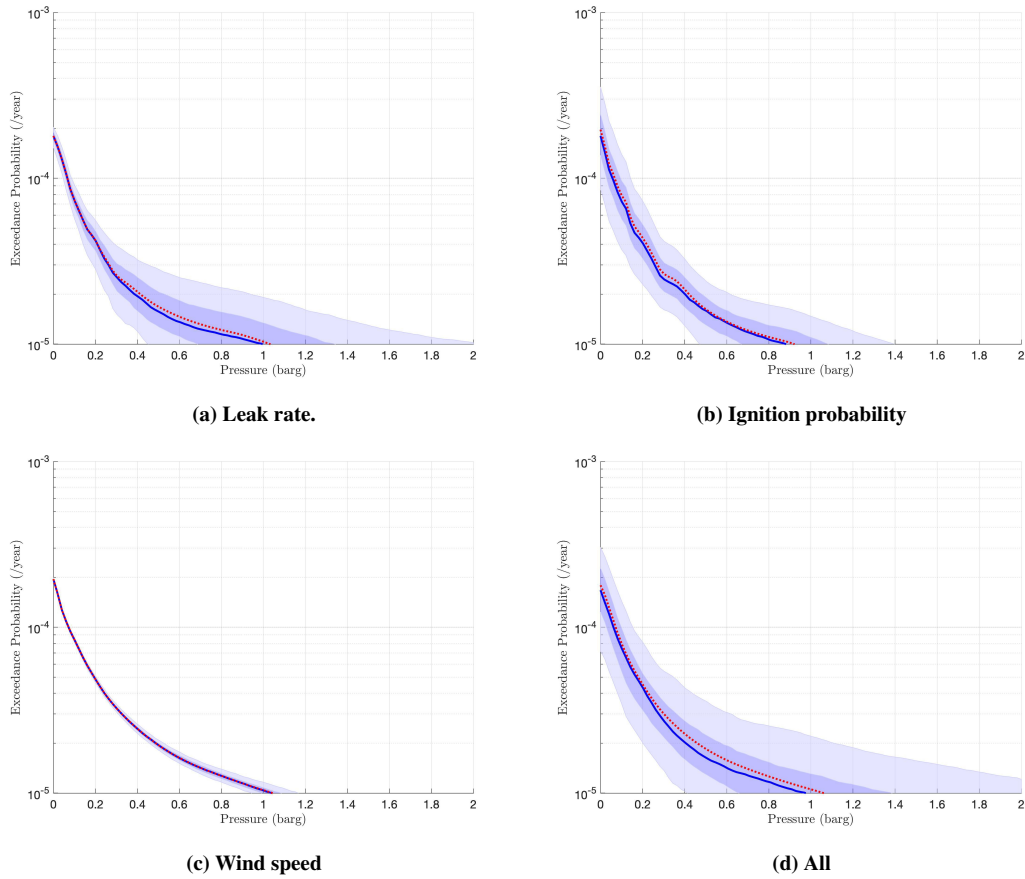 10-3
10-3
Exceedance Probability (/year)
Exceedance Probability (/year)
10-4
10-4
10-5
10-5
0 0.2 0.4 0.6 0.8 1 1.2 1.4 1.6 1.8 2
0 0.2 0.4 0.6 0.8 1 1.2 1.4 1.6 1.8 2
Pressure (barg)
Pressure (barg)
(a) Leak rate.
(b) Ignition probability
10-3
10-3
Exceedance Probability (/year)
Exceedance Probability (/year)
10-4
10-4
10-5
10-5
0 0.2 0.4 0.6 0.8 1 1.2 1.4 1.6 1.8 2
0 0.2 0.4 0.6 0.8 1 1.2 1.4 1.6 1.8 2
Pressure (barg)
Pressure (barg)
(c) Wind speed
(d) All